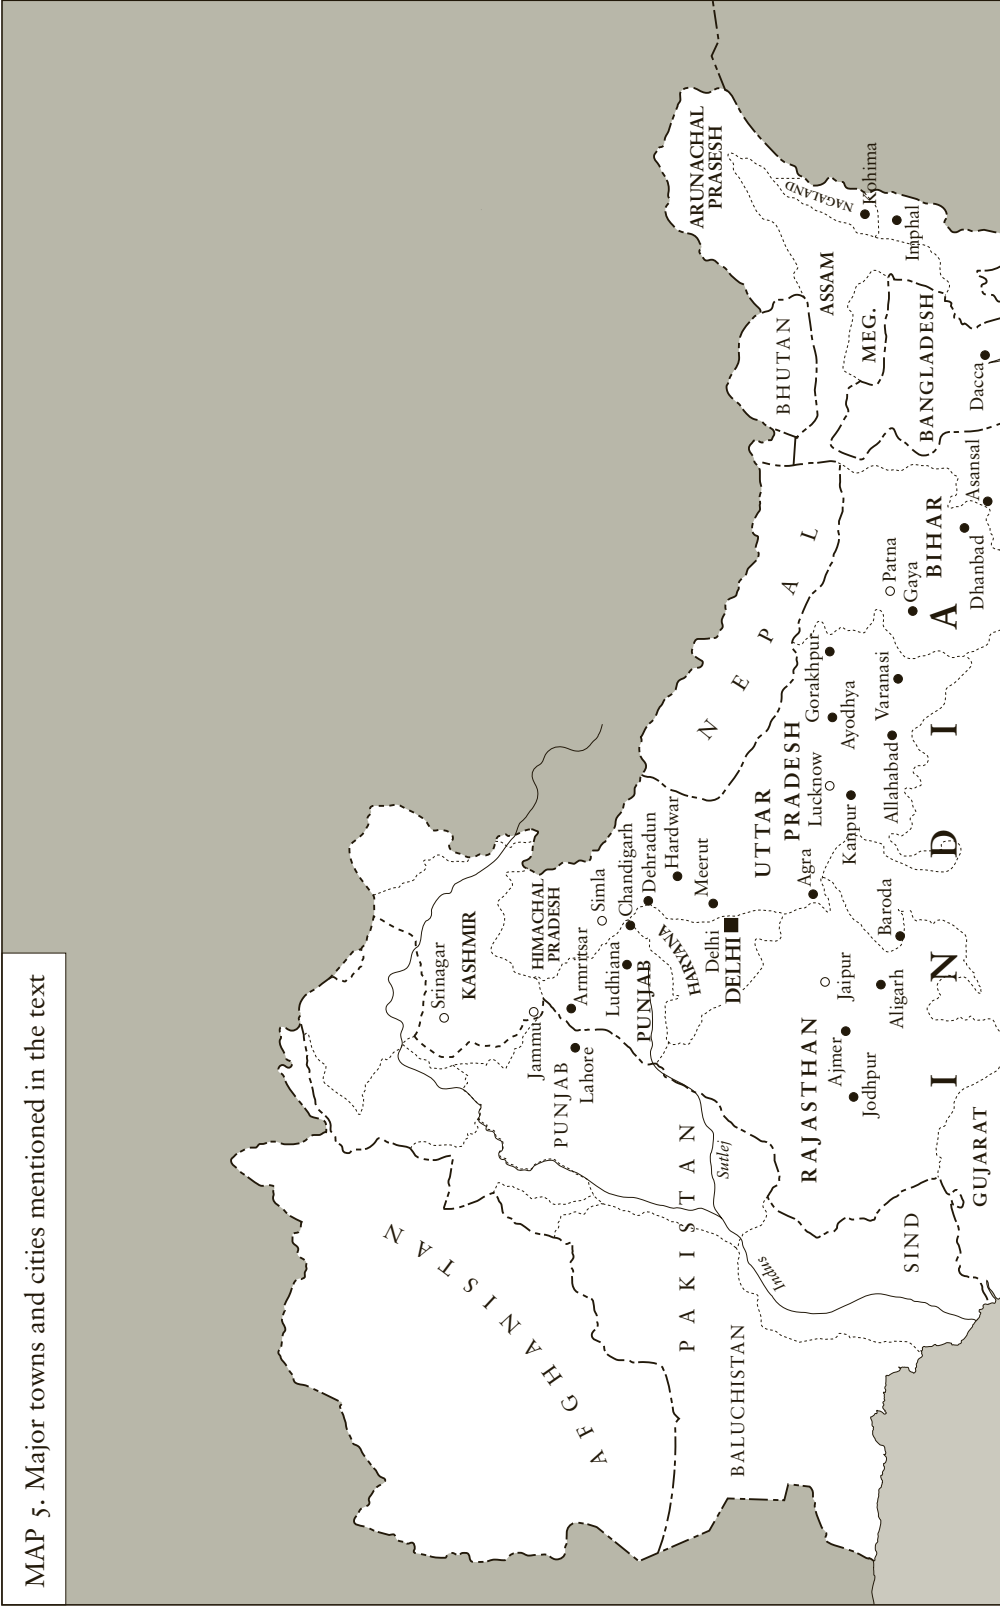 MAP 5. Major towns and cities mentioned in the text
AFGHANISTAN
Srinagar
KASHMIR
Jammu
HIMACHAL
PRADESH
Armritsar
Simla
PUNJAB
Lahore
Ludhiana
Chandigarh
Dehradun
PUNJAB
HARYANA
Hardwar
Meerut
Delhi
DELHI
PAKISTAN
Sutlej
BALUCHISTAN
Indus
SIND
UTTAR
PRADESH
NEPAL
BHUTAN
ARUNACHAL
PRASESH
NAGALAND
Kohima
Imphal
ASSAM
MEG.
BANGLADESH
Dacca
RAJASTHAN
Ajmer
Jodhpur
Jaipur
Aligarh
Baroda
Agra
Lucknow
Kanpur
Gorakhpur
Ayodhya
Allahabad
Varanasi
Patna
Gaya
BIHAR
Dhanbad
Asansal
INDIA
GUJARAT